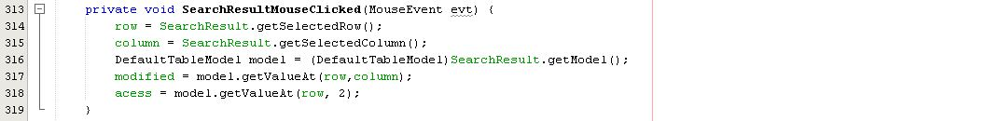 313 private void SearchResultMouseClicked(MouseEvent evt) {
314 row = SearchResult.getSelectedRow();
315 column = SearchResult.getSelectedColumn();
316 DefaultTableModel model = (DefaultTableModel)SearchResult.getModel();
317 modified = model.getValueAt(row,column);
318 acess = model.getValueAt(row, 2);
319 }